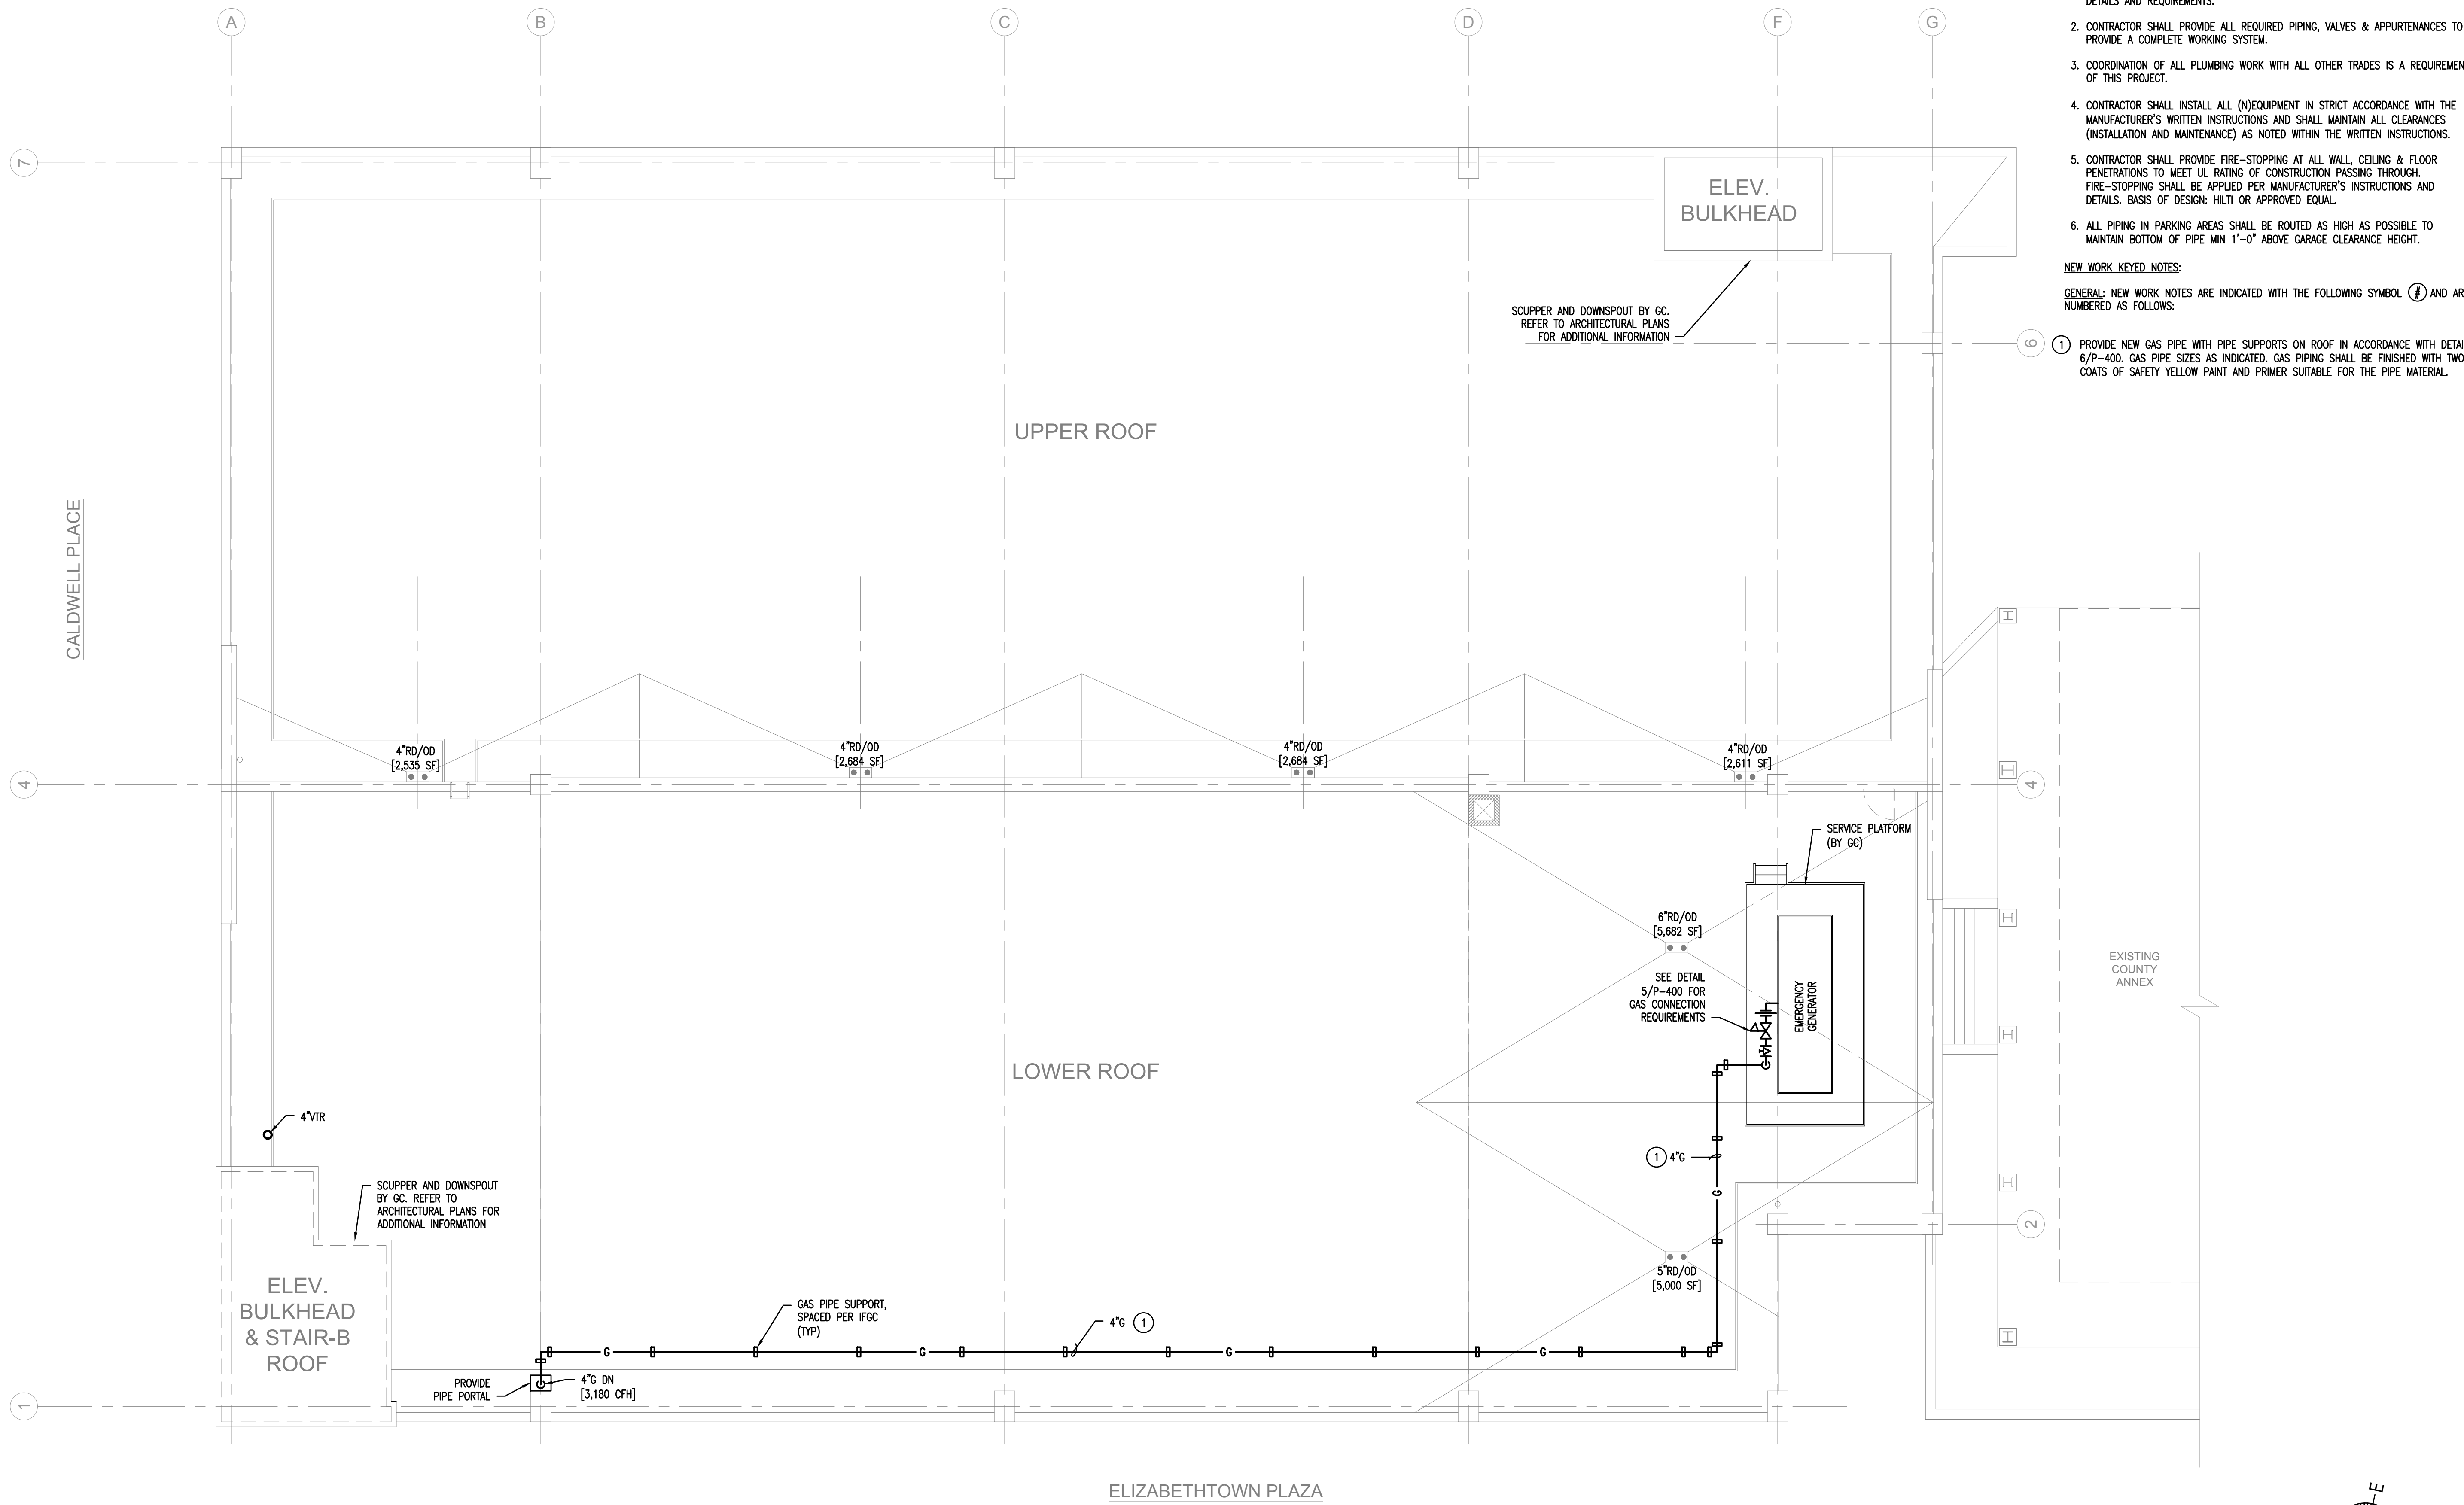 A
B
C
D
F
G
7
ELEV.
BULKHEAD
SCUPPER AND DOWNSPOUT BY GC.
REFER TO ARCHITECTURAL PLANS
FOR ADDITIONAL INFORMATION
6
UPPER ROOF
CALDWELL PLACE
4"RD/OD
[2,535 SF]
4"RD/OD
[2,684 SF]
4"RD/OD
[2,684 SF]
4"RD/OD
[2,611 SF]
4
4
SERVICE PLATFORM
(BY GC)
6"RD/OD
[5,682 SF]
SEE DETAIL
5/P-400 FOR
GAS CONNECTION
REQUIREMENTS
EMERGENCY
GENERATOR
EXISTING
COUNTY
ANNEX
LOWER ROOF
4"VTR
1 4"G
G
SCUPPER AND DOWNSPOUT
BY GC. REFER TO
ARCHITECTURAL PLANS FOR
ADDITIONAL INFORMATION
2
5"RD/OD
[5,000 SF]
ELEV.
BULKHEAD
& STAIR-B
ROOF
GAS PIPE SUPPORT,
SPACED PER IFGC
(TYP)
4"G 1
G
G
G
G
PROVIDE
PIPE PORTAL
4"G DN
[3,180 CFH]
1
ELIZABETHTOWN PLAZA
DETAILS AND REQUIREMENTS.
2. CONTRACTOR SHALL PROVIDE ALL REQUIRED PIPING, VALVES & APPURTENANCES TO
PROVIDE A COMPLETE WORKING SYSTEM.
3. COORDINATION OF ALL PLUMBING WORK WITH ALL OTHER TRADES IS A REQUIREMEN
OF THIS PROJECT.
4. CONTRACTOR SHALL INSTALL ALL (N)EQUIPMENT IN STRICT ACCORDANCE WITH THE
MANUFACTURER'S WRITTEN INSTRUCTIONS AND SHALL MAINTAIN ALL CLEARANCES
(INSTALLATION AND MAINTENANCE) AS NOTED WITHIN THE WRITTEN INSTRUCTIONS.
5. CONTRACTOR SHALL PROVIDE FIRE-STOPPING AT ALL WALL, CEILING & FLOOR
PENETRATIONS TO MEET UL RATING OF CONSTRUCTION PASSING THROUGH.
FIRE-STOPPING SHALL BE APPLIED PER MANUFACTURER'S INSTRUCTIONS AND
DETAILS. BASIS OF DESIGN: HILTI OR APPROVED EQUAL.
6. ALL PIPING IN PARKING AREAS SHALL BE ROUTED AS HIGH AS POSSIBLE TO
MAINTAIN BOTTOM OF PIPE MIN 1'-0" ABOVE GARAGE CLEARANCE HEIGHT.
NEW WORK KEYED NOTES:
GENERAL: NEW WORK NOTES ARE INDICATED WITH THE FOLLOWING SYMBOL # AND AR
NUMBERED AS FOLLOWS:
1 PROVIDE NEW GAS PIPE WITH PIPE SUPPORTS ON ROOF IN ACCORDANCE WITH DETAI
6/P-400. GAS PIPE SIZES AS INDICATED. GAS PIPING SHALL BE FINISHED WITH TWO
COATS OF SAFETY YELLOW PAINT AND PRIMER SUITABLE FOR THE PIPE MATERIAL.
E